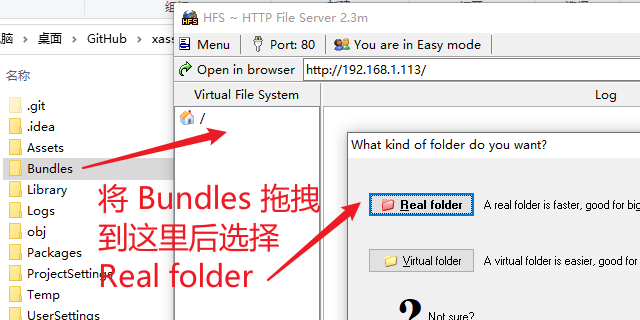 HFS ~ HTTP File Server 2.3m
Menu
Port: 80
You are in Easy mode
桌面
GitHub
Open in browser
http://192.168.1.113/
名称
Virtual File System
Log
.git
/
.idea
Assets
What kind of folder do you want?
Bundles
Library
将 Bundles 拖拽
到这里后选择
Real folder
Real folder
A real folder is faster, good for big
Logs
obj
Packages
Virtual folder
A virtual folder is easier, good for
ProjectSettings
Temp
UserSettings
?
Not sure?